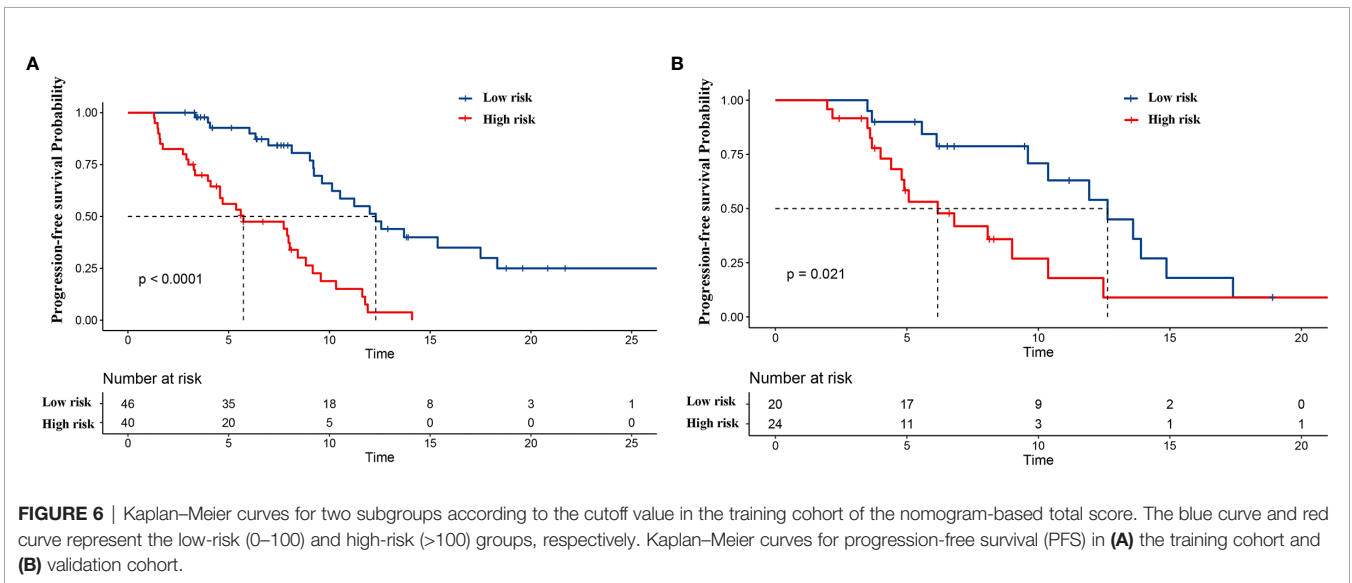 A
Progression-free survival Probability
Low risk
High risk
1.00
0.75
0.50
0.25
0.00
p < 0.0001
0 5 10 15 20 25
Time
Number at risk
Low risk 46 35 18 8 3 1
High risk 40 20 5 0 0 0
0 5 10 15 20 25
Time
B
Progression-free survival Probability
Low risk
High risk
1.00
0.75
0.50
0.25
0.00
p = 0.021
0 5 10 15 20
Time
Number at risk
Low risk 20 17 9 2 0
High risk 24 11 3 1 1
0 5 10 15 20
Time
FIGURE 6 | Kaplan–Meier curves for two subgroups according to the cutoff value in the training cohort of the nomogram-based total score. The blue curve and red
curve represent the low-risk (0–100) and high-risk (>100) groups, respectively. Kaplan–Meier curves for progression-free survival (PFS) in (A) the training cohort and
(B) validation cohort.